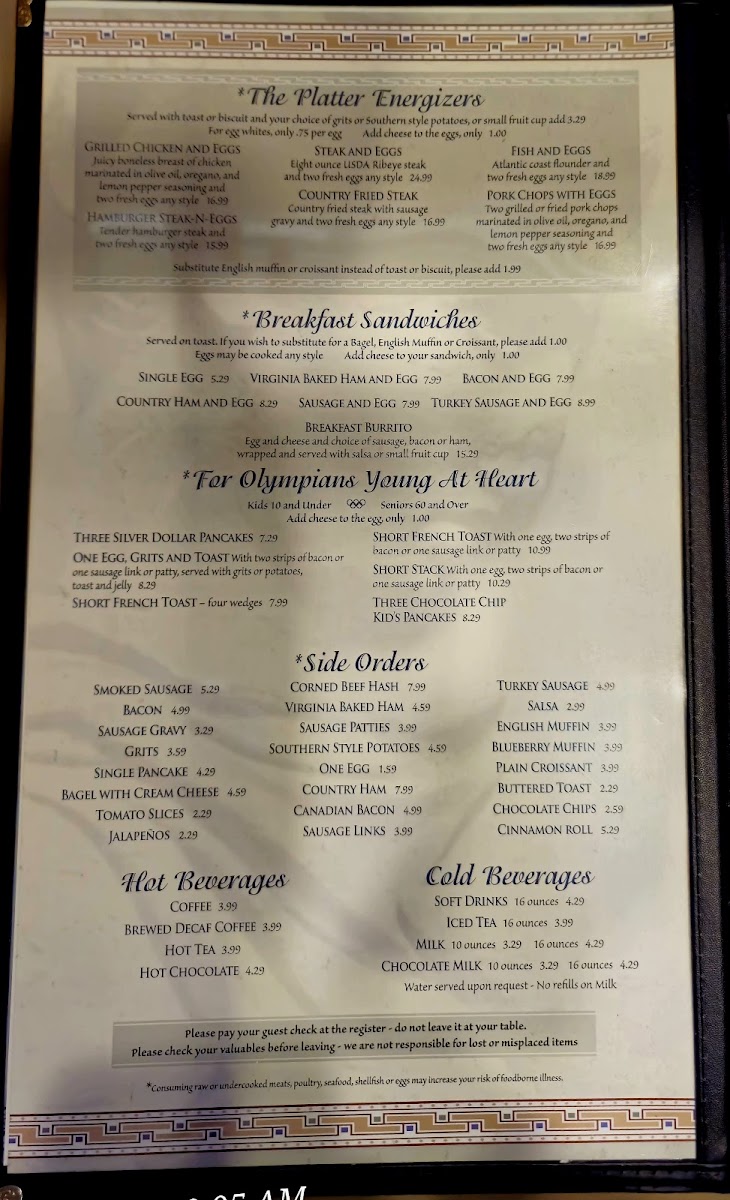 *The Platter Energizers
Served with toast or biscuit and your choice of grits or Southern style potatoes, or small fruit cup add 3.29
For egg whites, only .75 per egg Add cheese to the eggs, only 1.00
GRILLED CHICKEN AND EGGS
Juicy boneless breast of chicken
marinated in olive oil, oregano, and
lemon pepper seasoning and
two fresh eggs any style 16.99
HAMBURGER STEAK-N-EGGS
Tender hamburger steak and
two fresh eggs any style 15.99
STEAK AND EGGS
Eight ounce USDA Ribeye steak
and two fresh eggs any style 24.99
COUNTRY FRIED STEAK
Country fried steak with sausage
gravy and two fresh eggs any style 16.99
FISH AND EGGS
Atlantic coast flounder and
two fresh eggs any style 18.99
PORK CHOPS WITH EGGS
Two grilled or fried pork chops
marinated in olive oil, oregano, and
lemon pepper seasoning and
two fresh eggs any style 16.99
Substitute English muffin or croissant instead of toast or biscuit, please add 1.99
*Breakfast Sandwiches
Served on toast. If you wish to substitute for a Bagel, English Muffin or Croissant, please add 1.00
Eggs may be cooked any style Add cheese to your sandwich, only 1.00
SINGLE EGG 5.29 VIRGINIA BAKED HAM AND EGG 7.99 BACON AND EGG 7.99
COUNTRY HAM AND EGG 8.29 SAUSAGE AND EGG 7.99 TURKEY SAUSAGE AND EGG 8.99
BREAKFAST BURRITO
Egg and cheese and choice of sausage, bacon or ham,
wrapped and served with salsa or small fruit cup 15.29
*For Olympians Young At Heart
Kids 10 and Under Seniors 60 and Over
Add cheese to the egg, only 1.00
THREE SILVER DOLLAR PANCAKES 7.29
ONE EGG, GRITS AND TOAST With two strips of bacon or
one sausage link or patty, served with grits or potatoes,
toast and jelly 8.29
SHORT FRENCH TOAST – four wedges 7.99
SHORT FRENCH TOAST With one egg, two strips of
bacon or one sausage link or patty 10.99
SHORT STACK With one egg, two strips of bacon or
one sausage link or patty 10.29
THREE CHOCOLATE CHIP
KID'S PANCAKES 8.29
*Side Orders
SMOKED SAUSAGE 5.29
BACON 4.99
SAUSAGE GRAVY 3.29
GRITS 3.59
SINGLE PANCAKE 4.29
BAGEL WITH CREAM CHEESE 4.59
TOMATO SLICES 2.29
JALAPEÑOS 2.29
CORNED BEEF HASH 7.99
VIRGINIA BAKED HAM 4.59
SAUSAGE PATTIES 3.99
SOUTHERN STYLE POTATOES 4.59
ONE EGG 1.59
COUNTRY HAM 7.99
CANADIAN BACON 4.99
SAUSAGE LINKS 3.99
TURKEY SAUSAGE 4.99
SALSA 2.99
ENGLISH MUFFIN 3.99
BLUEBERRY MUFFIN 3.99
PLAIN CROISSANT 3.99
BUTTERED TOAST 2.29
CHOCOLATE CHIPS 2.59
CINNAMON ROLL 5.29
Hot Beverages
COFFEE 3.99
BREWED DECAF COFFEE 3.99
HOT TEA 3.99
HOT CHOCOLATE 4.29
Cold Beverages
SOFT DRINKS 16 ounces 4.29
ICED TEA 16 ounces 3.99
MILK 10 ounces 3.29 16 ounces 4.29
CHOCOLATE MILK 10 ounces 3.29 16 ounces 4.29
Water served upon request - No refills on Milk
Please pay your guest check at the register - do not leave it at your table.
Please check your valuables before leaving - we are not responsible for lost or misplaced items
*Consuming raw or undercooked meats, poultry, seafood, shellfish or eggs may increase your risk of foodborne illness.
AM